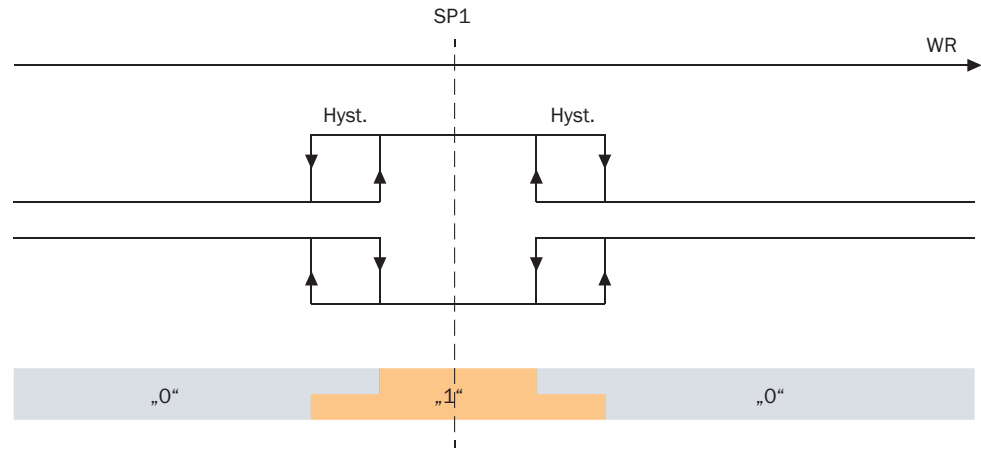 SP1
WR
Hyst. Hyst.
„0“ „1“ „0“